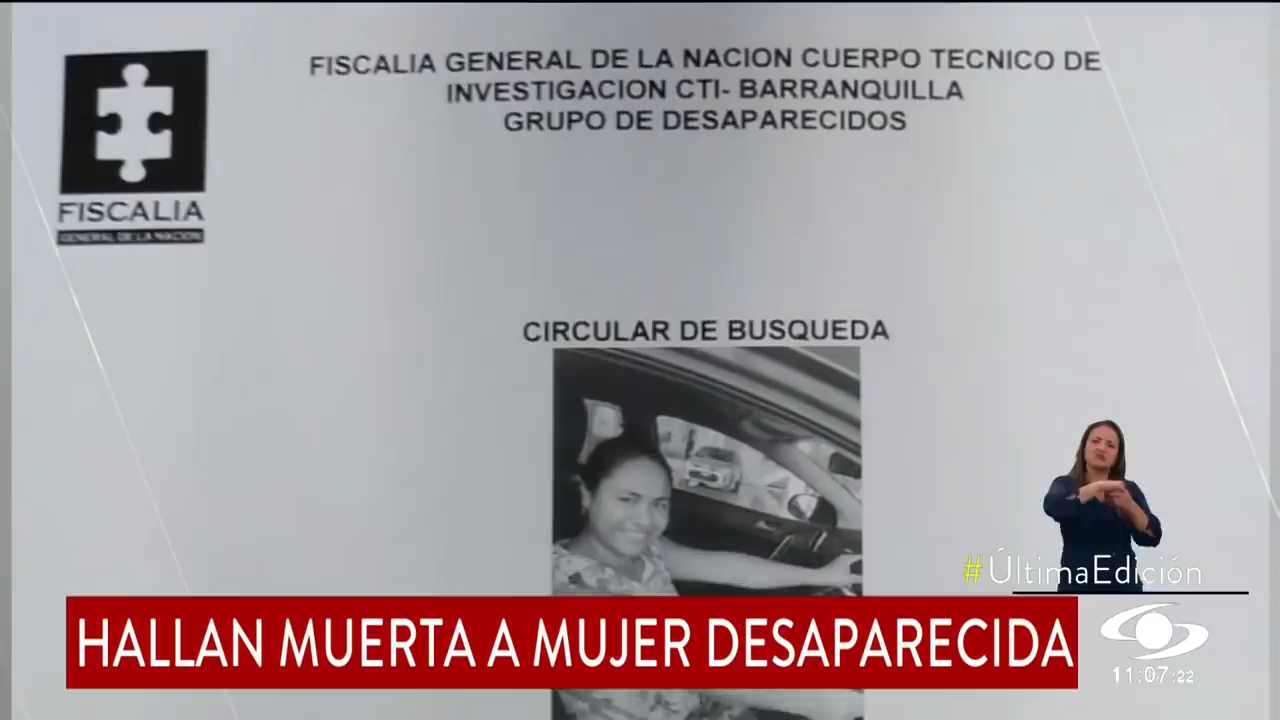 FISCALIA GENERAL DE LA NACION CUERPO TECNICO DE
INVESTIGACION CTI- BARRANQUILLA
GRUPO DE DESAPARECIDOS
FISCALIA
GENERAL DE LA NACION
CIRCULAR DE BUSQUEDA
#ÚltimaEdición
HALLAN MUERTA A MUJER DESAPARECIDA
11:07:22